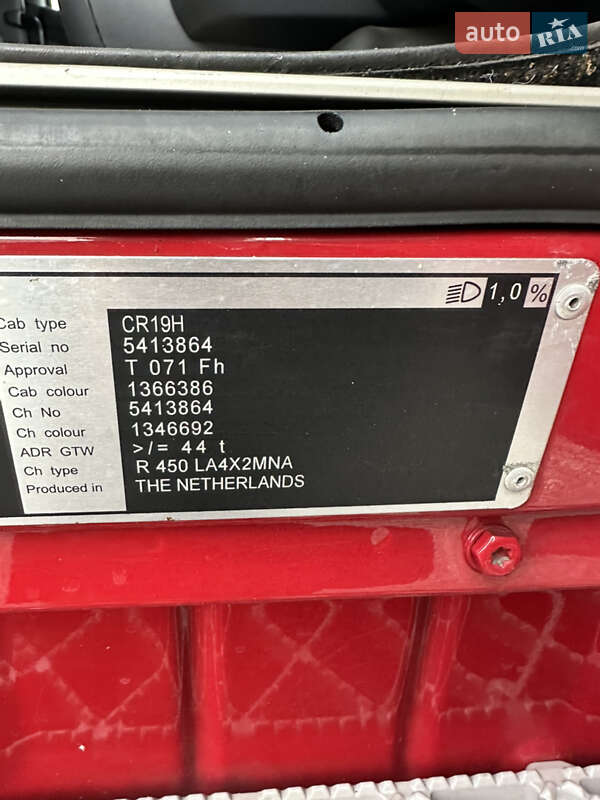 auto RIA .com
1,0 %
Cab type CR19H
Serial no 5413864
Approval T 071 Fh
Cab colour 1366386
Ch No 5413864
Ch colour 1346692
ADR GTW >/= 44 t
Ch type R 450 LA4X2MNA
Produced in THE NETHERLANDS